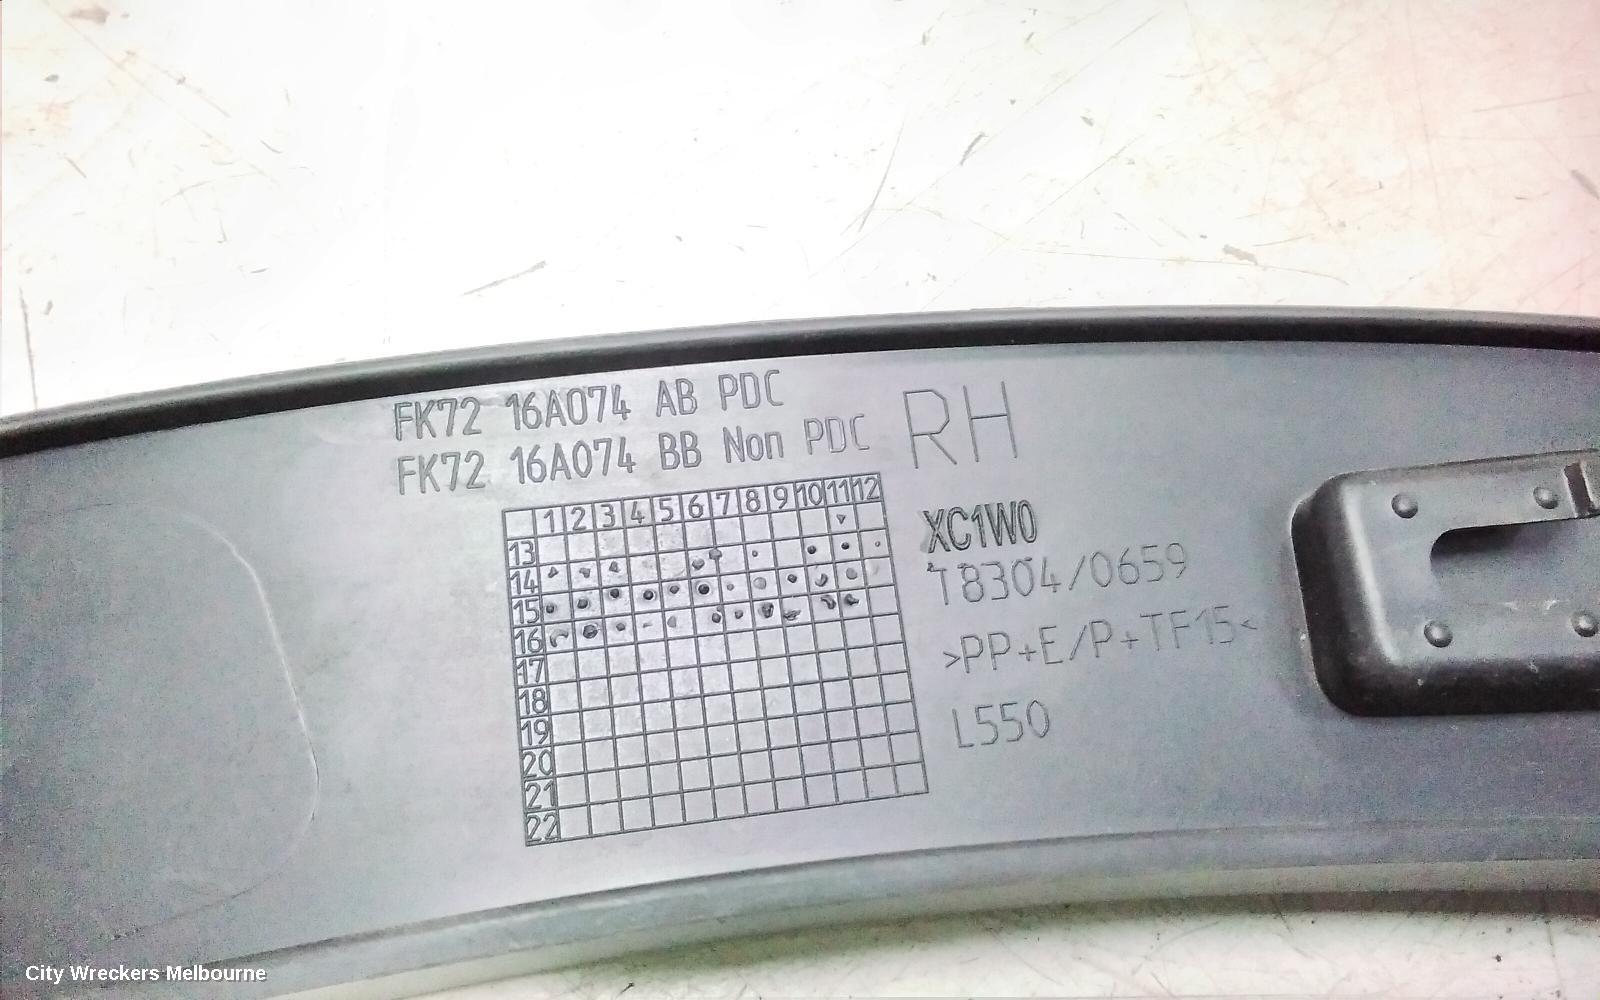 FK72 16A074 AB PDC
FK72 16A074 BB Non PDC
RH
1 2 3 4 5 6 7 8 9 10 11 12
13
14
15
16
17
18
19
20
21
22
XC1W0
T8304/0659
>PP+E/P+TF15<
L550
City Wreckers Melbourne